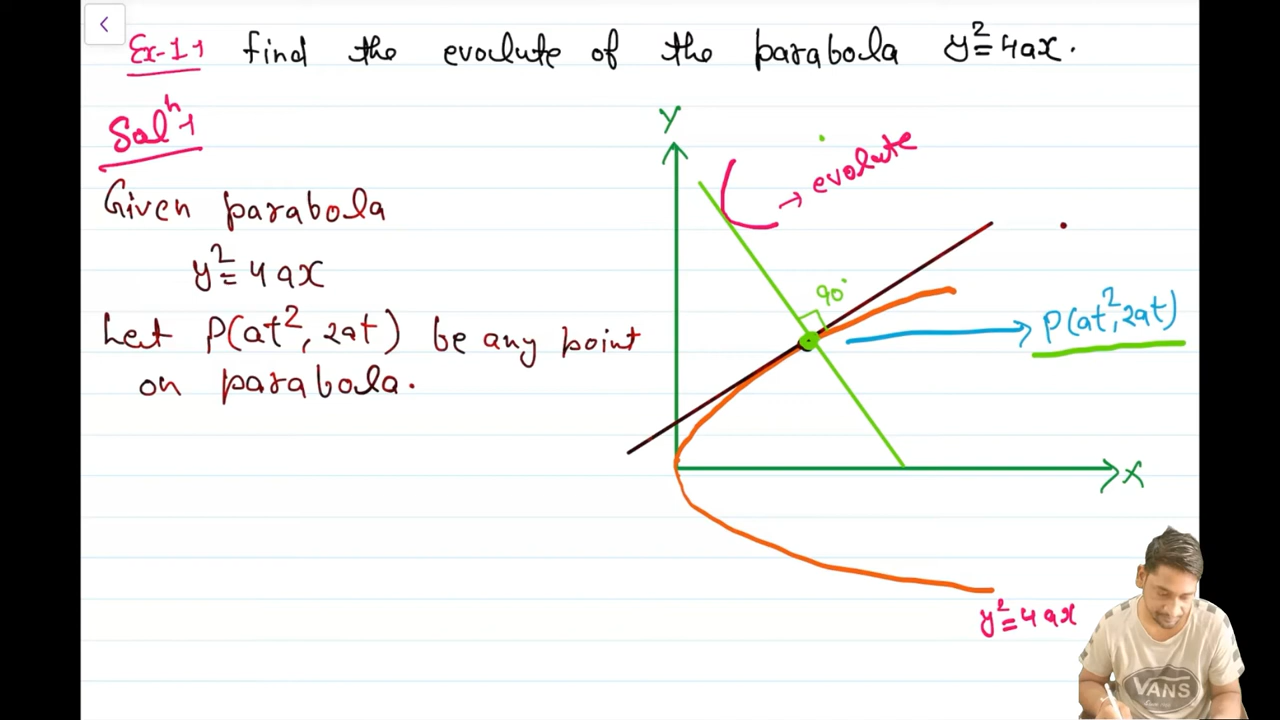 Ex-1→ find the evolute of the parabola y²=4ax.
Solⁿ→
Given parabola
y²=4ax
Let P(at², 2at) be any point
on parabola.
Y
→ evolute
90°
P(at², 2at)
X
y²=4ax
VANS